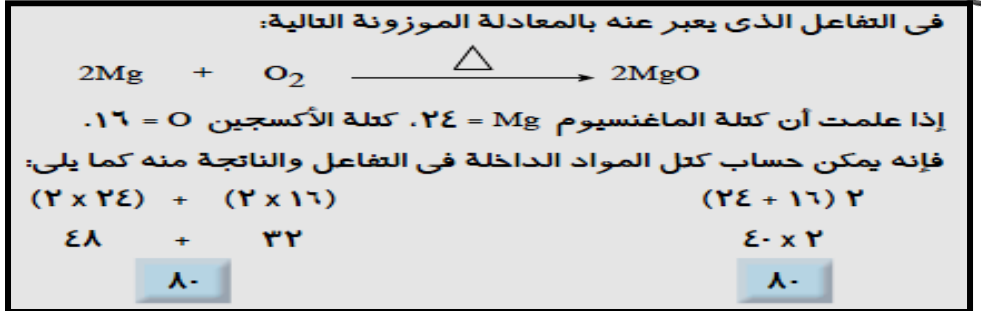 فى التفاعل الذى يعبر عنه بالمعادلة الموزونة التالية:
2Mg + O₂ △→ 2MgO
إذا علمت أن كتلة الماغنسيوم Mg = ٢٤، كتلة الأكسجين O = ١٦.
فإنه يمكن حساب كتل المواد الداخلة فى التفاعل والناتجة منه كما يلى:
(٢ x ٢٤) + (٢ x ١٦) ٢ (٢٤ + ١٦)
٤٨ + ٣٢ ٤٠ x ٢
٨٠ ٨٠